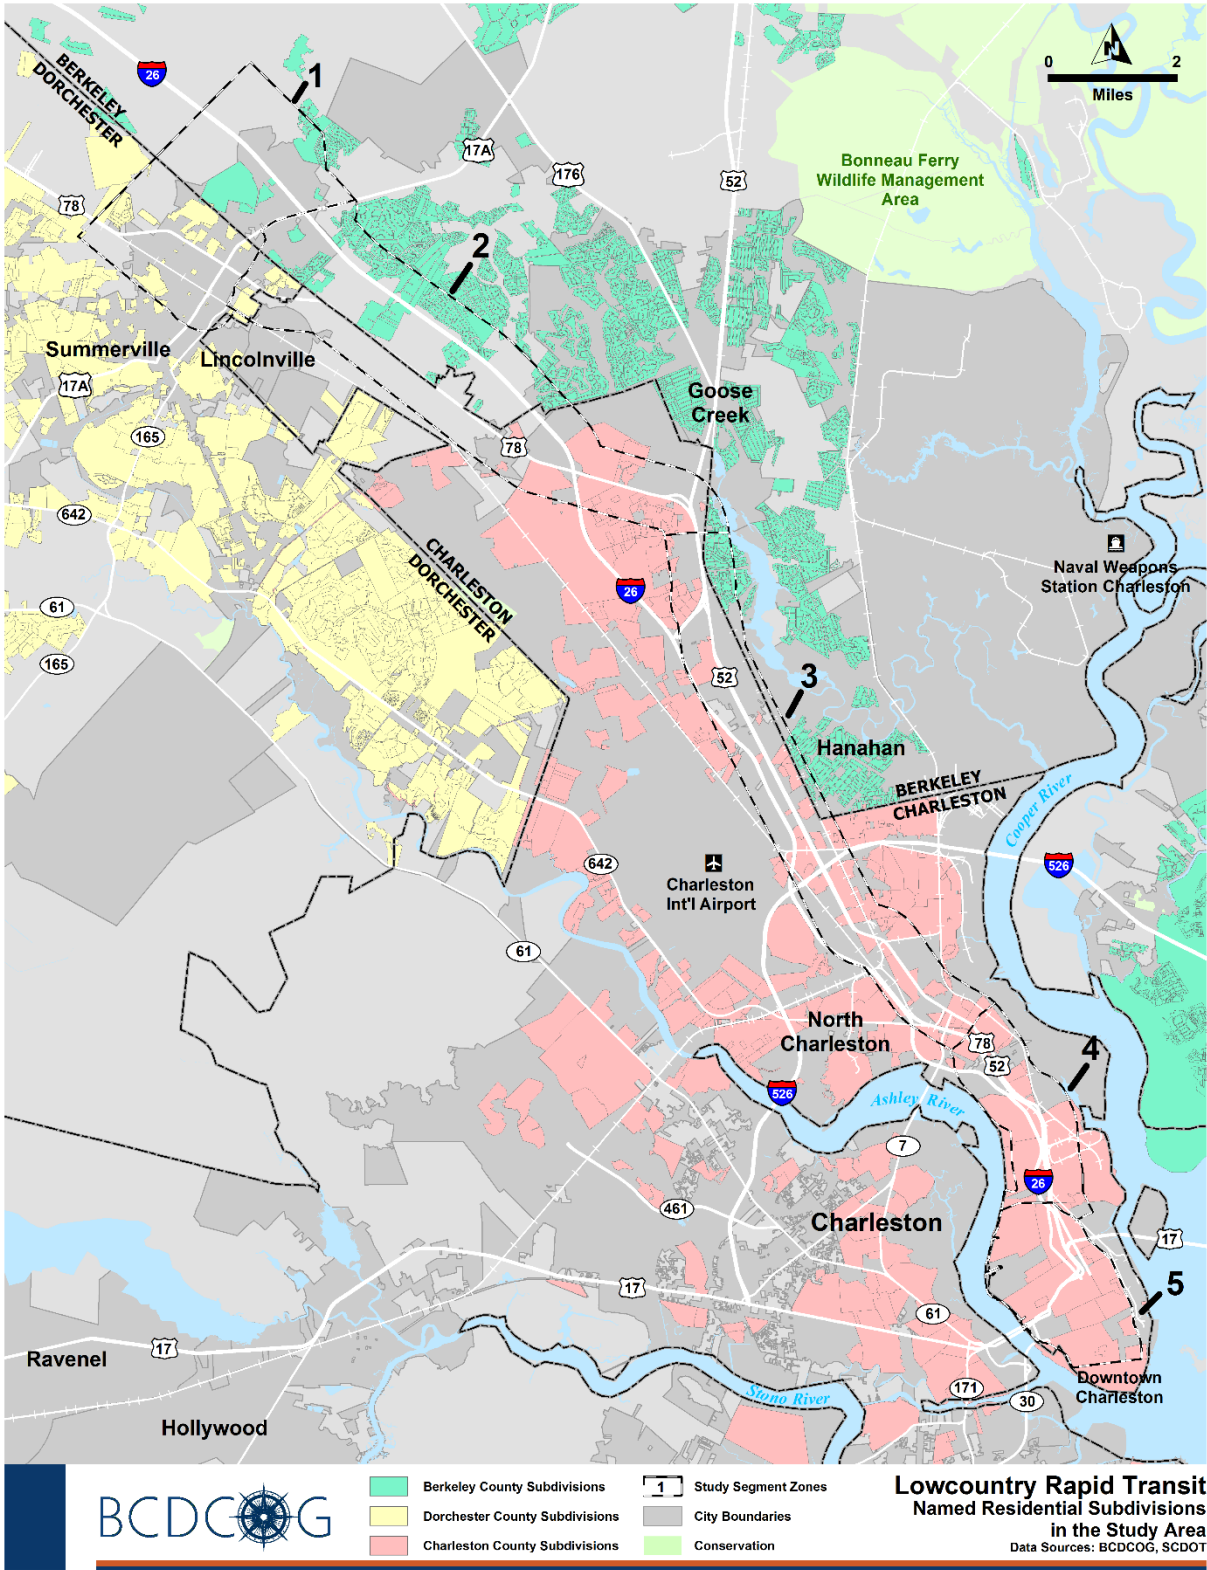 BERKELEY
DORCHESTER
26
1
N
0
2
Miles
17A
176
52
Bonneau Ferry
Wildlife Management
Area
78
2
Summerville
Lincolnville
17A
165
Goose
Creek
78
642
CHARLESTON
DORCHESTER
Naval Weapons
Station Charleston
26
61
165
52
3
Hanahan
BERKELEY
CHARLESTON
Cooper River
642
526
Charleston
Int'l Airport
61
North
Charleston
78
52
4
526
Ashley River
7
26
461
Charleston
17
17
5
61
Ravenel
17
171
30
Downtown
Charleston
Stono River
Hollywood
BCDCOG
Berkeley County Subdivisions
Dorchester County Subdivisions
Charleston County Subdivisions
1
Study Segment Zones
City Boundaries
Conservation
Lowcountry Rapid Transit
Named Residential Subdivisions
in the Study Area
Data Sources: BCDCOG, SCDOT